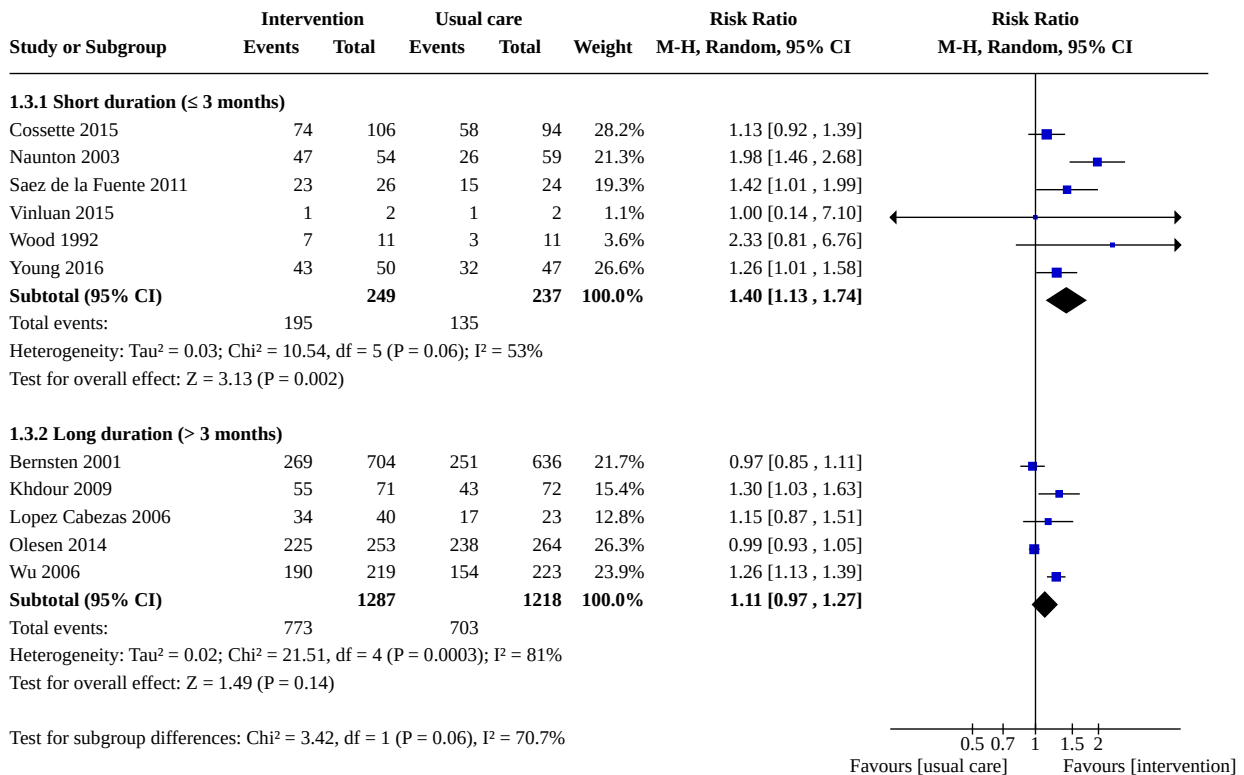 Intervention Usual care Risk Ratio Risk Ratio
Study or Subgroup Events Total Events Total Weight M-H, Random, 95% CI M-H, Random, 95% CI
1.3.1 Short duration (≤ 3 months)
Cossette 2015 74 106 58 94 28.2% 1.13 [0.92 , 1.39]
Naunton 2003 47 54 26 59 21.3% 1.98 [1.46 , 2.68]
Saez de la Fuente 2011 23 26 15 24 19.3% 1.42 [1.01 , 1.99]
Vinluan 2015 1 2 1 2 1.1% 1.00 [0.14 , 7.10]
Wood 1992 7 11 3 11 3.6% 2.33 [0.81 , 6.76]
Young 2016 43 50 32 47 26.6% 1.26 [1.01 , 1.58]
Subtotal (95% CI) 249 237 100.0% 1.40 [1.13 , 1.74]
Total events: 195 135
Heterogeneity: Tau² = 0.03; Chi² = 10.54, df = 5 (P = 0.06); I² = 53%
Test for overall effect: Z = 3.13 (P = 0.002)
1.3.2 Long duration (> 3 months)
Bernsten 2001 269 704 251 636 21.7% 0.97 [0.85 , 1.11]
Khdour 2009 55 71 43 72 15.4% 1.30 [1.03 , 1.63]
Lopez Cabezas 2006 34 40 17 23 12.8% 1.15 [0.87 , 1.51]
Olesen 2014 225 253 238 264 26.3% 0.99 [0.93 , 1.05]
Wu 2006 190 219 154 223 23.9% 1.26 [1.13 , 1.39]
Subtotal (95% CI) 1287 1218 100.0% 1.11 [0.97 , 1.27]
Total events: 773 703
Heterogeneity: Tau² = 0.02; Chi² = 21.51, df = 4 (P = 0.0003); I² = 81%
Test for overall effect: Z = 1.49 (P = 0.14)
Test for subgroup differences: Chi² = 3.42, df = 1 (P = 0.06), I² = 70.7%
0.5 0.7 1 1.5 2
Favours [usual care] Favours [intervention]